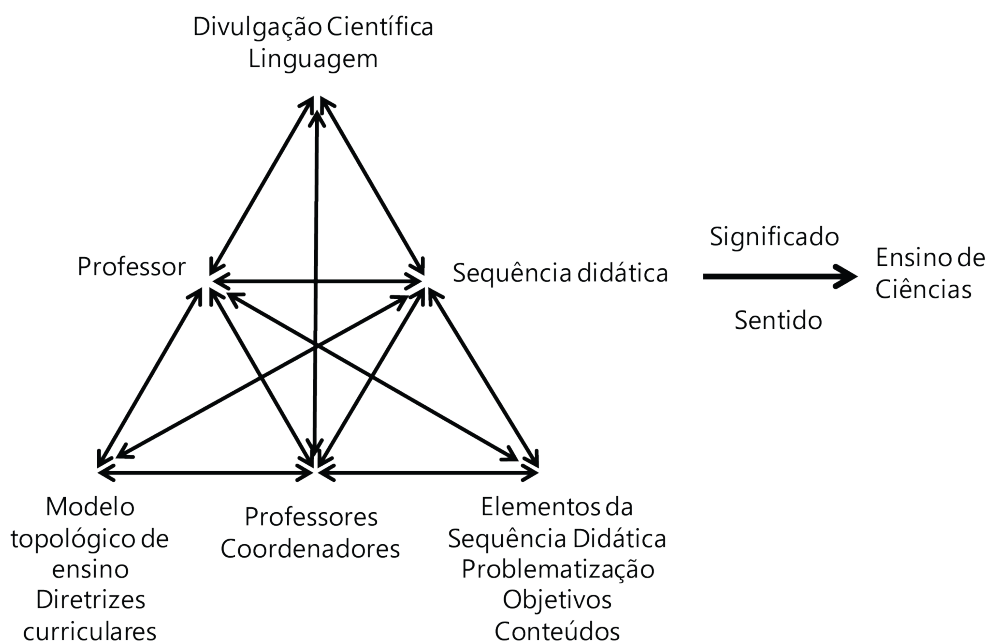 Divulgação Científica
Linguagem
Professor
Sequência didática
Significado
Sentido
Ensino de
Ciências
Modelo
topológico de
ensino
Diretrizes
curriculares
Professores
Coordenadores
Elementos da
Sequência Didática
Problematização
Objetivos
Conteúdos